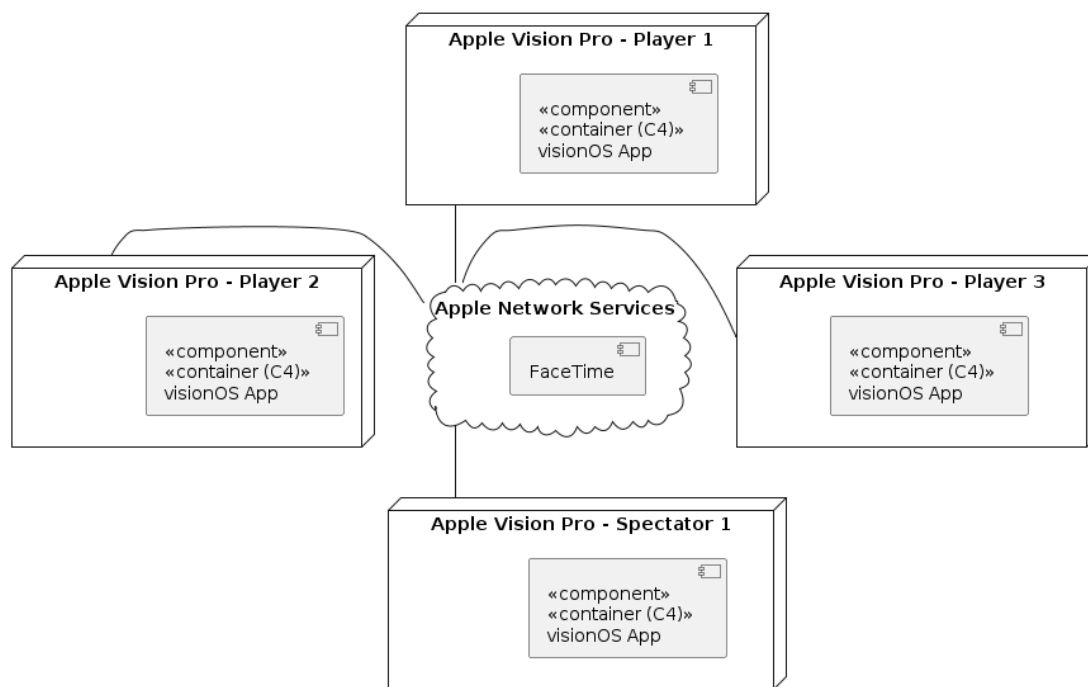 Apple Vision Pro - Player 1
«component»
«container (C4)»
visionOS App
Apple Vision Pro - Player 2
«component»
«container (C4)»
visionOS App
Apple Network Services
FaceTime
Apple Vision Pro - Player 3
«component»
«container (C4)»
visionOS App
Apple Vision Pro - Spectator 1
«component»
«container (C4)»
visionOS App